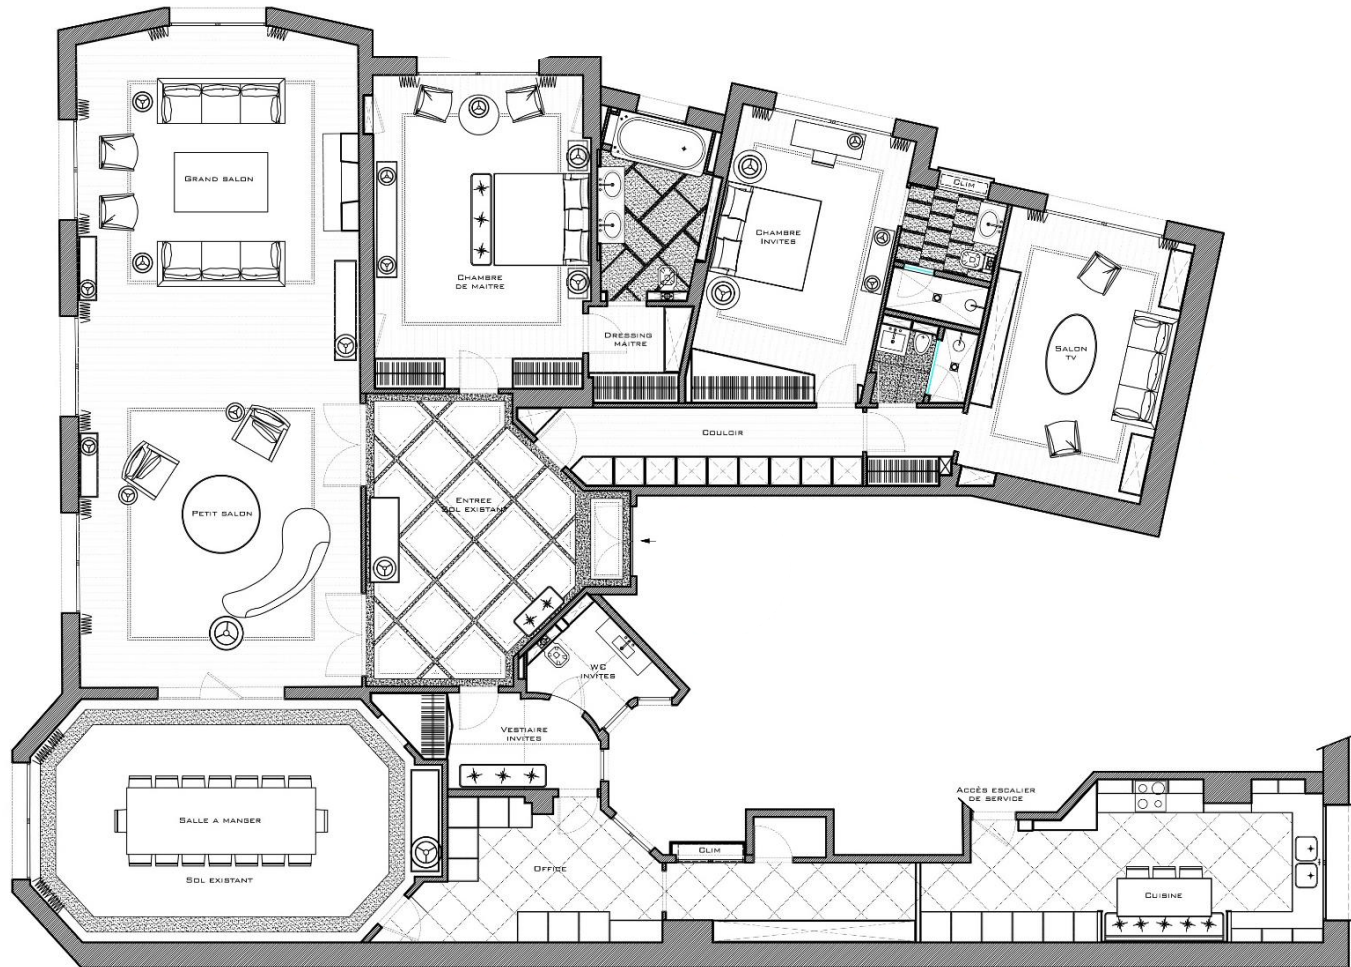 GRAND SALON
CHAMBRE
DE MAITRE
DRESSING
MAITRE
CHAMBRE
INVITES
CLIM
SALON
TV
COULOIR
ENTREE
SOL EXISTANT
PETIT SALON
WC
INVITES
VESTIAIRE
INVITES
SALLE A MANGER
SOL EXISTANT
OFFICE
CLIM
ACCÈS ESCALIER
DE SERVICE
CUISINE